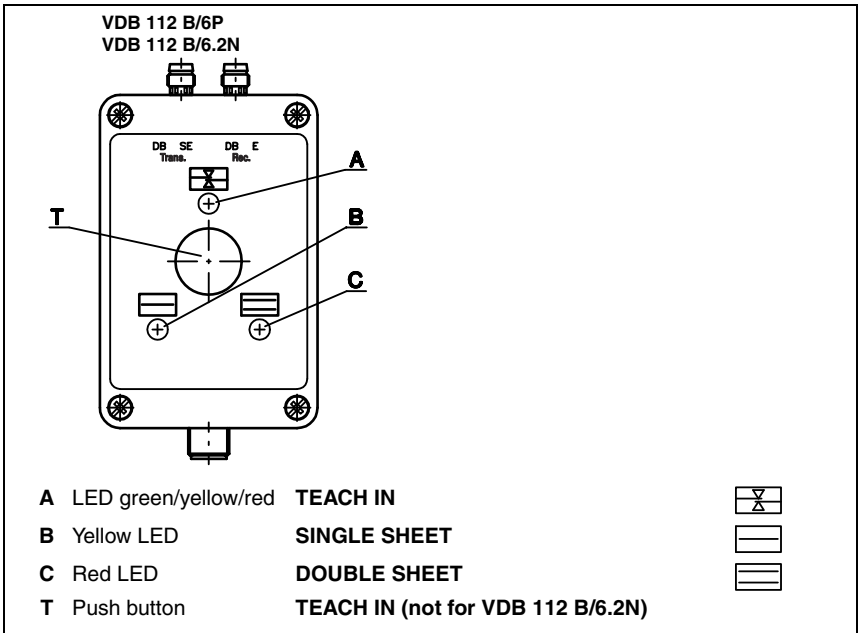 VDB 112 B/6P
VDB 112 B/6.2N
DB SE DB E
Trans. Rec.
A
T
B
C
A LED green/yellow/red TEACH IN
B Yellow LED SINGLE SHEET
C Red LED DOUBLE SHEET
T Push button TEACH IN (not for VDB 112 B/6.2N)